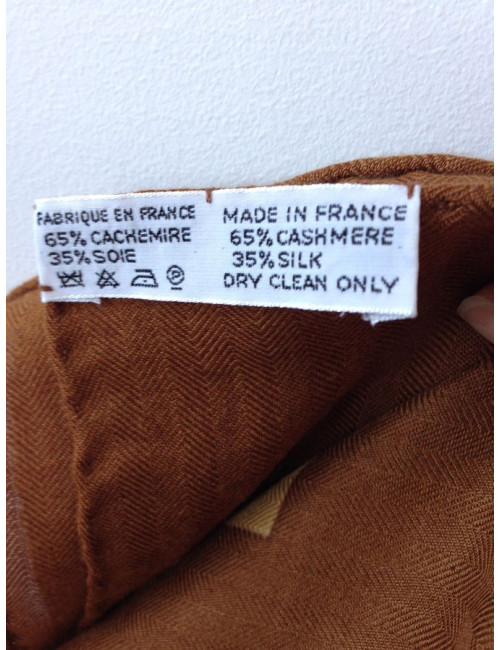 FABRIQUE EN FRANCE
65% CACHEMIRE
35% SOIE
MADE IN FRANCE
65% CASHMERE
35% SILK
DRY CLEAN ONLY